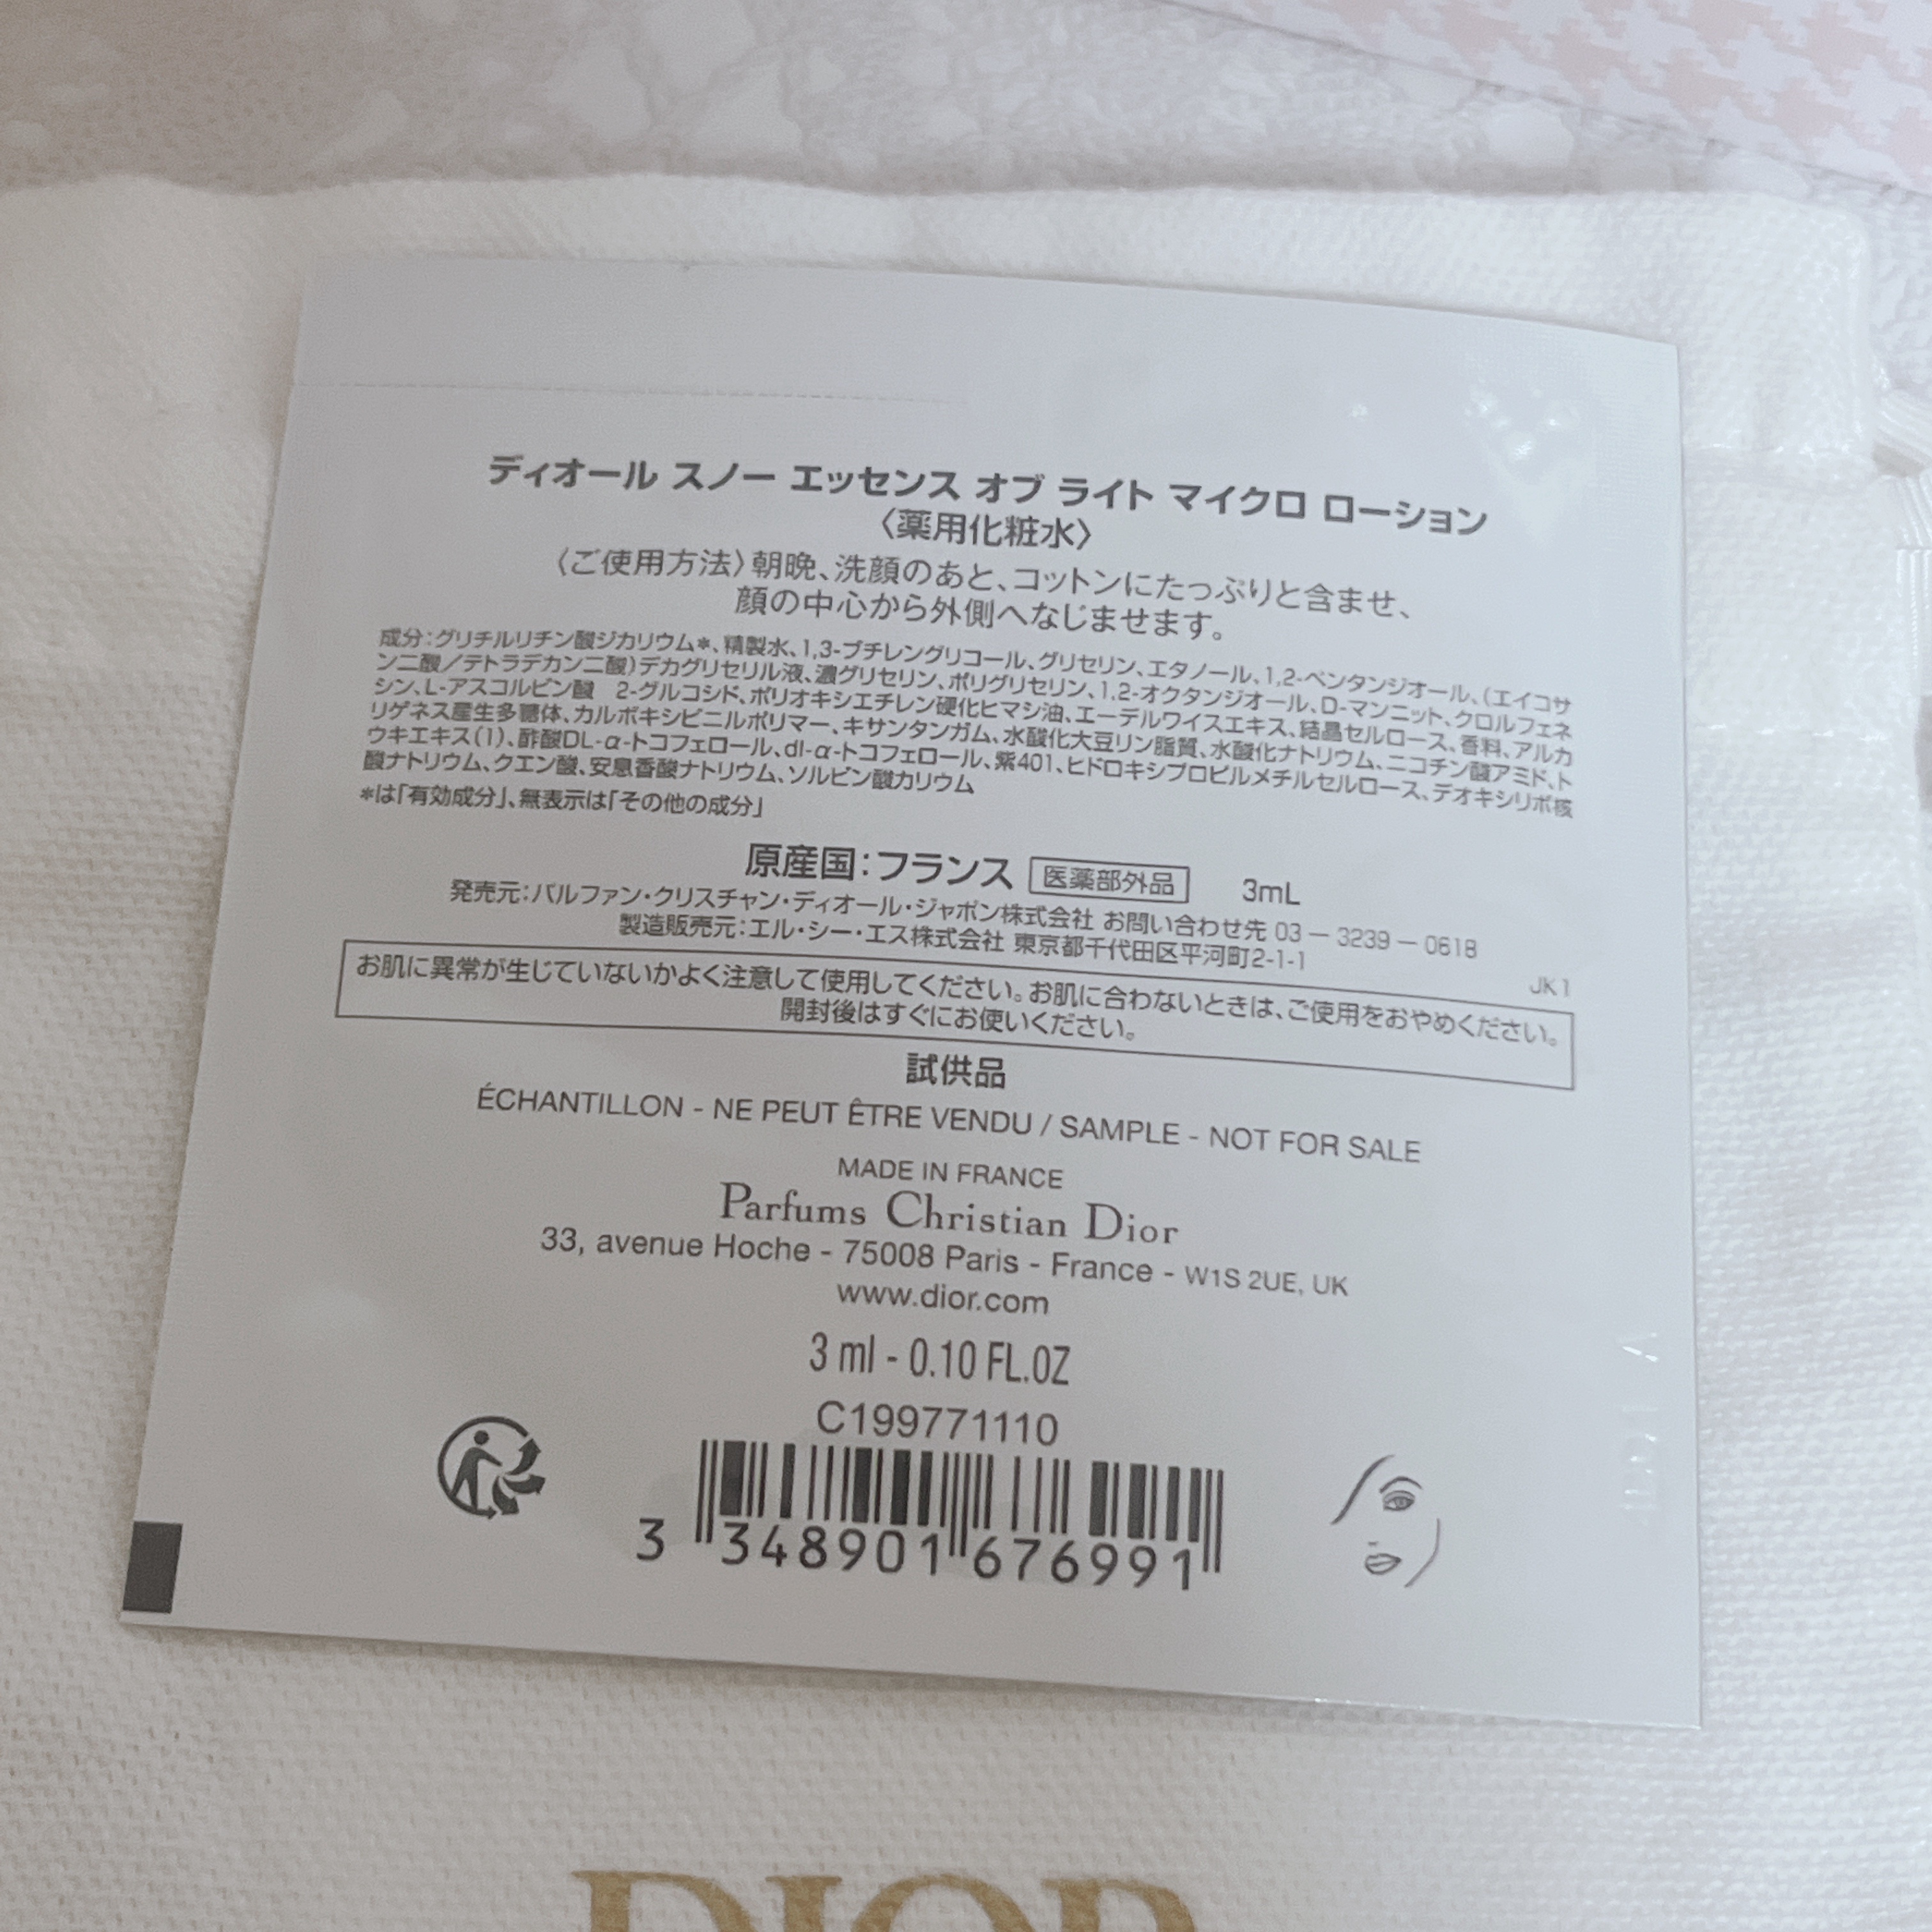 ディオール スノー エッセンス オブ ライト マイクロ ローション
〈薬用化粧水〉
〈ご使用方法〉朝晩、洗顔のあと、コットンにたっぷりと含ませ、
顔の中心から外側へなじませます。
成分：グリチルリチン酸ジカリウム＊、精製水、1,3-ブチレングリコール、グリセリン、エタノール、1,2-ペンタンジオール、(エイコサ
ン二酸／テトラデカン二酸)デカグリセリル液、濃グリセリン、ポリグリセリン、1,2-オクタンジオール、D-マンニット、クロルフェネ
シン、L-アスコルビン酸　2-グルコシド、ポリオキシエチレン硬化ヒマシ油、エーデルワイスエキス、結晶セルロース、香料、アルカ
リゲネス産生多糖体、カルボキシビニルポリマー、キサンタンガム、水酸化大豆リン脂質、水酸化ナトリウム、ニコチン酸アミド、ト
ウキエキス(1)、酢酸DL-α-トコフェロール、dl-α-トコフェロール、紫401、ヒドロキシプロピルメチルセルロース、デオキシリボ核
酸ナトリウム、クエン酸、安息香酸ナトリウム、ソルビン酸カリウム
＊は「有効成分」、無表示は「その他の成分」
原産国：フランス 医薬部外品 3mL
発売元：パルファン・クリスチャン・ディオール・ジャポン株式会社 お問い合わせ先 03 － 3239 － 0618
製造販売元：エル・シー・エス株式会社 東京都千代田区平河町2-1-1
JK1
お肌に異常が生じていないかよく注意して使用してください。お肌に合わないときは、ご使用をおやめください。
開封後はすぐにお使いください。
試供品
ÉCHANTILLON - NE PEUT ÊTRE VENDU / SAMPLE - NOT FOR SALE
MADE IN FRANCE
Parfums Christian Dior
33, avenue Hoche - 75008 Paris - France - W1S 2UE, UK
www.dior.com
3 ml - 0.10 FL.OZ
C199771110
3 348901 676991
DIOR